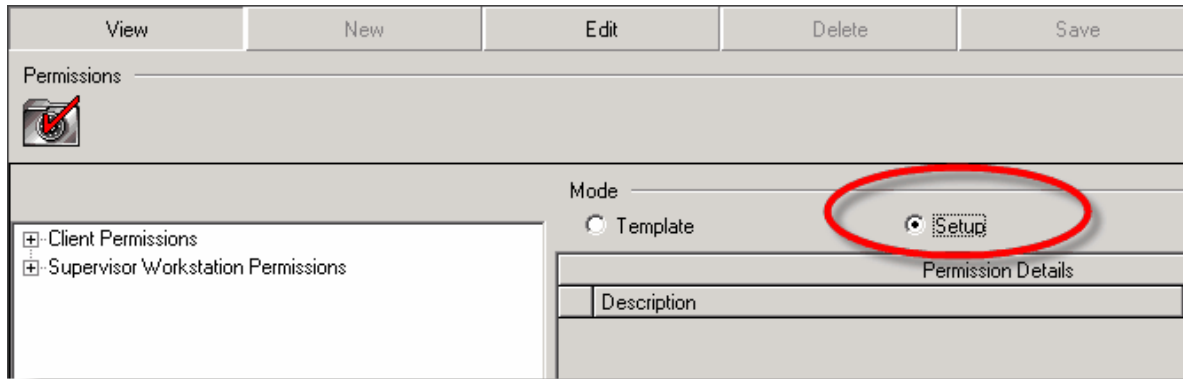 View New Edit Delete Save
Permissions
Mode
Template Setup
Client Permissions
Supervisor Workstation Permissions
Permission Details
Description